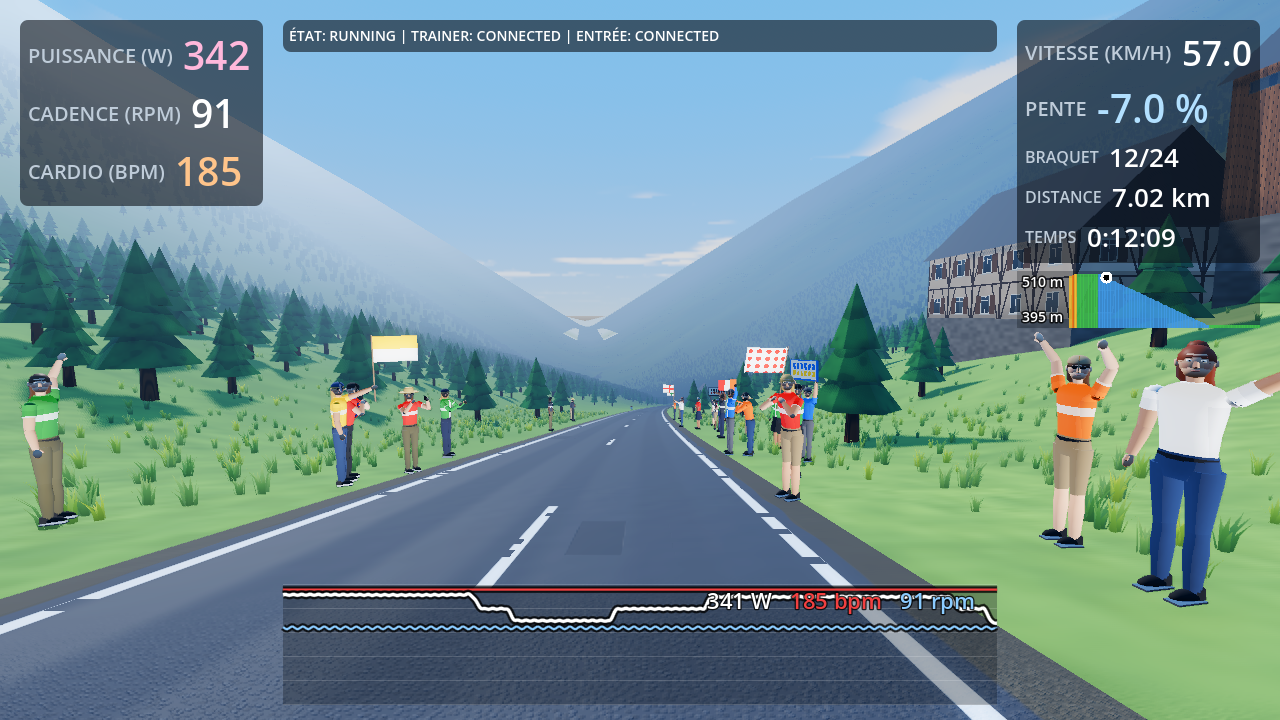 PUISSANCE (W) 342
CADENCE (RPM) 91
CARDIO (BPM) 185
ÉTAT: RUNNING | TRAINER: CONNECTED | ENTRÉE: CONNECTED
VITESSE (KM/H) 57.0
PENTE -7.0 %
BRAQUET 12/24
DISTANCE 7.02 km
TEMPS 0:12:09
510 m
395 m
341 W 185 bpm 91 rpm